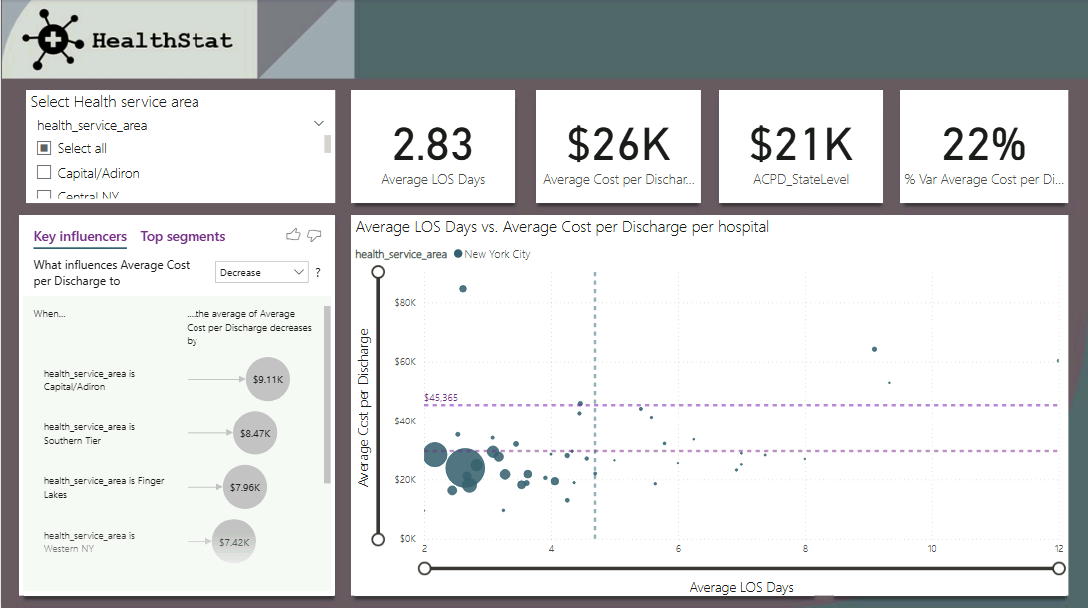 HealthStat
Select Health service area
health_service_area
Select all
Capital/Adiron
Central NY
2.83
Average LOS Days
$26K
Average Cost per Dischar...
$21K
ACPD_StateLevel
22%
% Var Average Cost per Di...
Key influencers
Top segments
What influences Average Cost
per Discharge to
Decrease
?
When...
....the average of Average
Cost per Discharge decreases
by
health_service_area is
Capital/Adiron
$9.11K
health_service_area is
Southern Tier
$8.47K
health_service_area is Finger
Lakes
$7.96K
health_service_area is
Western NY
$7.42K
Average LOS Days vs. Average Cost per Discharge per hospital
health_service_area
New York City
Average Cost per Discharge
$80K
$60K
$45,365
$40K
$20K
$0K
2
4
6
8
10
12
Average LOS Days